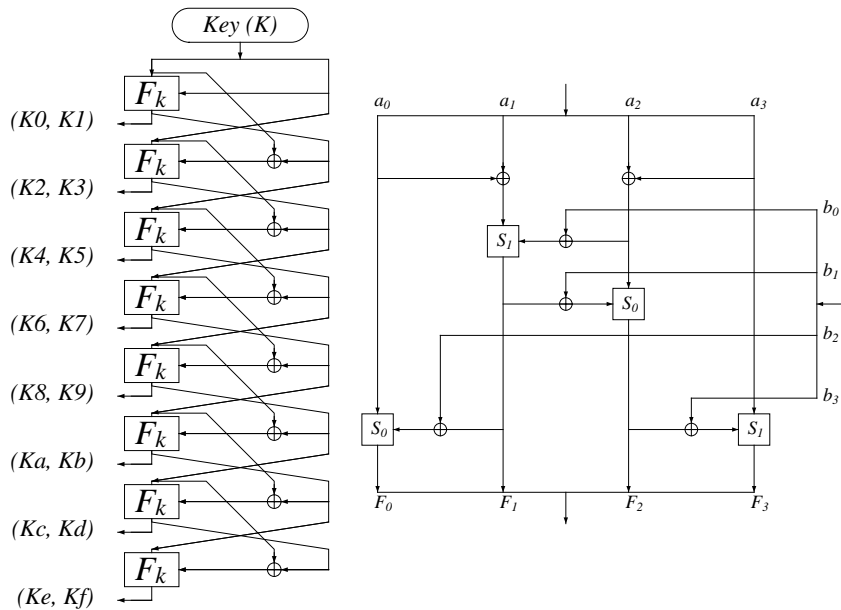 Key (K)
F_k
(K0, K1)
F_k
(K2, K3)
F_k
(K4, K5)
F_k
(K6, K7)
F_k
(K8, K9)
F_k
(Ka, Kb)
F_k
(Kc, Kd)
F_k
(Ke, Kf)
a_0 a_1 a_2 a_3
b_0
S_1
b_1
S_0
b_2
b_3
S_0 S_1
F_0 F_1 F_2 F_3